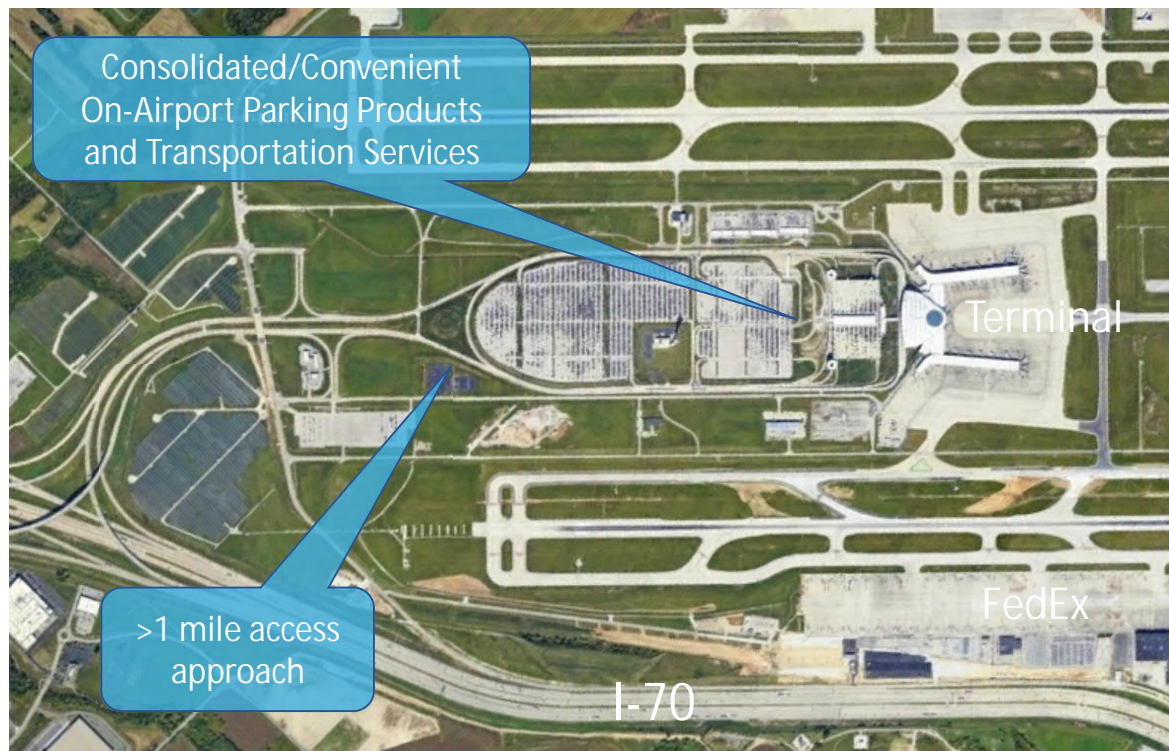 Consolidated/Convenient
On-Airport Parking Products
and Transportation Services
Terminal
FedEx
>1 mile access
approach
I-70